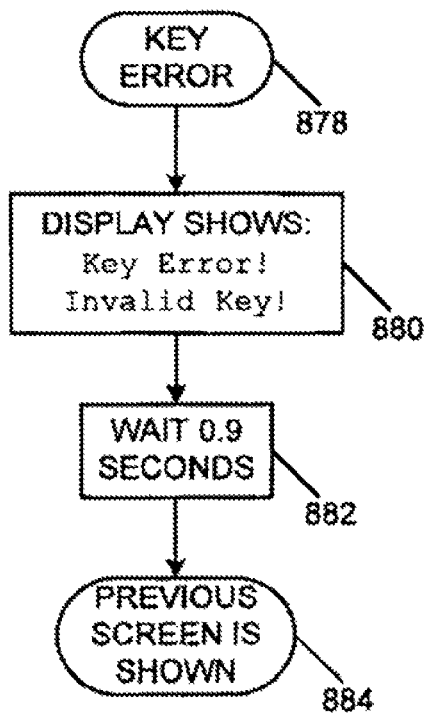 KEY
ERROR
878
DISPLAY SHOWS:
Key Error!
Invalid Key!
880
WAIT 0.9
SECONDS
882
PREVIOUS
SCREEN IS
SHOWN
884